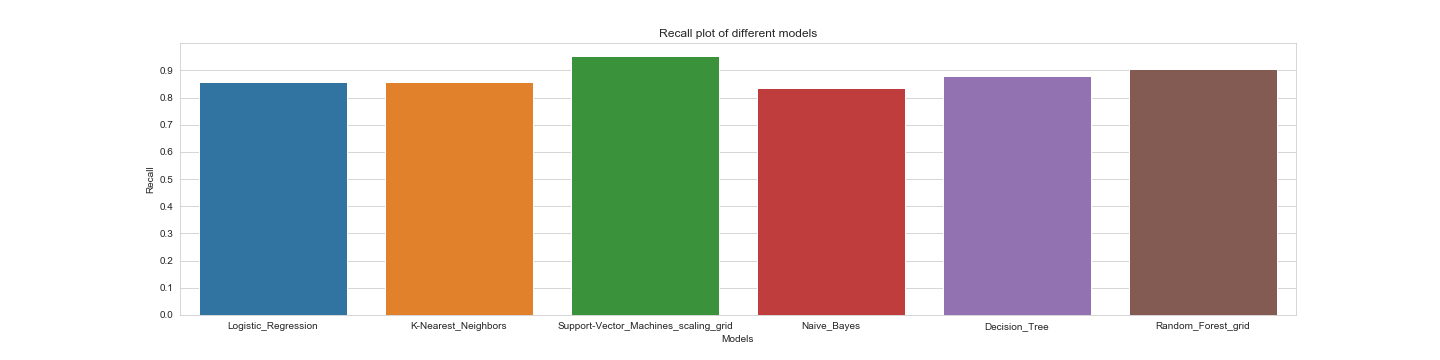 Recall plot of different models
0.9
0.8
0.7
0.6
0.5
0.4
0.3
0.2
0.1
0.0
Recall
Logistic_Regression K-Nearest_Neighbors Support-Vector_Machines_scaling_grid Naive_Bayes Decision_Tree Random_Forest_grid
Models